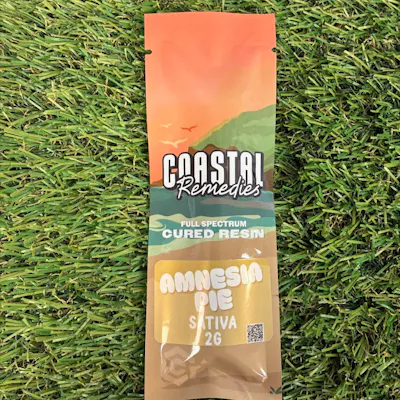 COASTAL
Remedies
FULL SPECTRUM
CURED RESIN
AMNESIA
PIE
SATIVA
2G